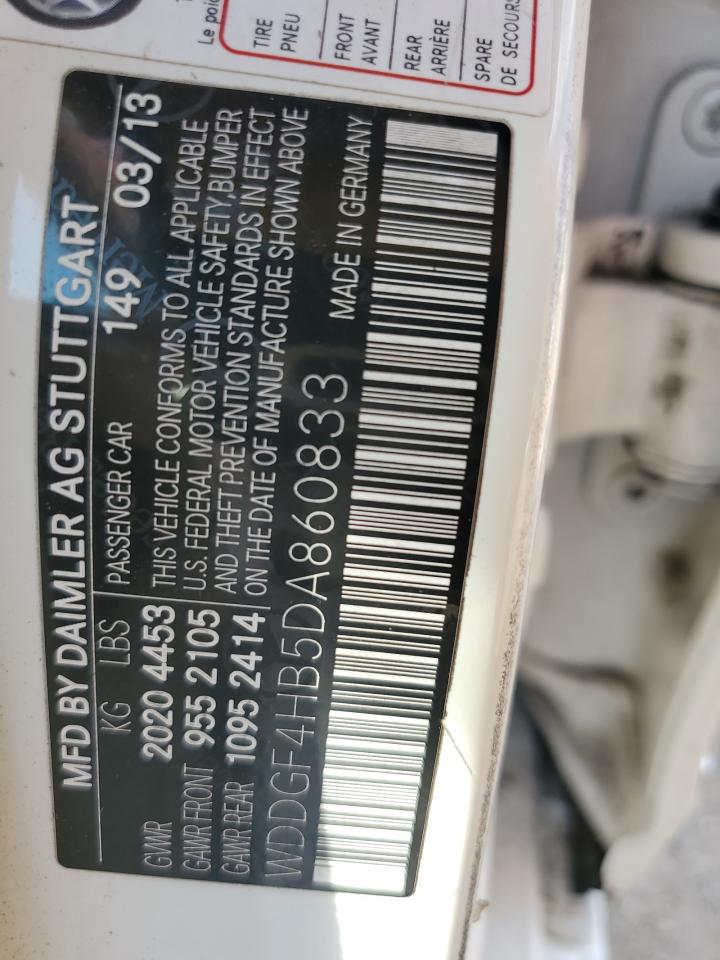 MFD BY DAIMLER AG STUTTGART
KG LBS PASSENGER CAR 149 03/13
GVWR 2020 4453
GAWR FRONT 955 2105
GAWR REAR 1095 2414
THIS VEHICLE CONFORMS TO ALL APPLICABLE
U.S. FEDERAL MOTOR VEHICLE SAFETY, BUMPER
AND THEFT PREVENTION STANDARDS IN EFFECT
ON THE DATE OF MANUFACTURE SHOWN ABOVE
WDDGF4HB5DA860833 MADE IN GERMANY
Le
TIRE
PNEU
FRONT
AVANT
REAR
ARRIÈRE
SPARE
DE SECOURS